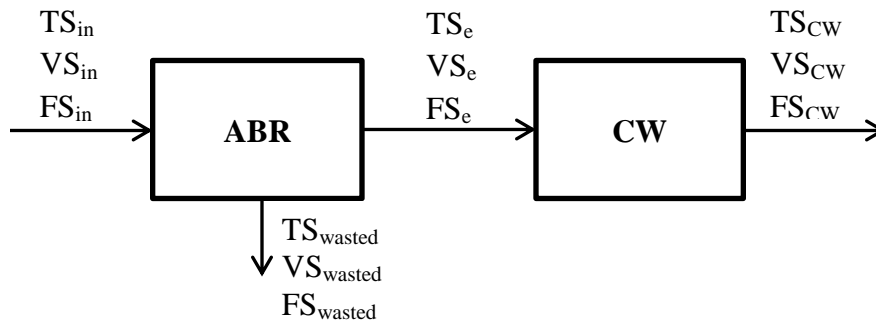 TSin
VSin
FSin
ABR
TSe
VSe
FSe
CW
TSCW
VSCW
FSCW
TSwasted
VSwasted
FSwasted